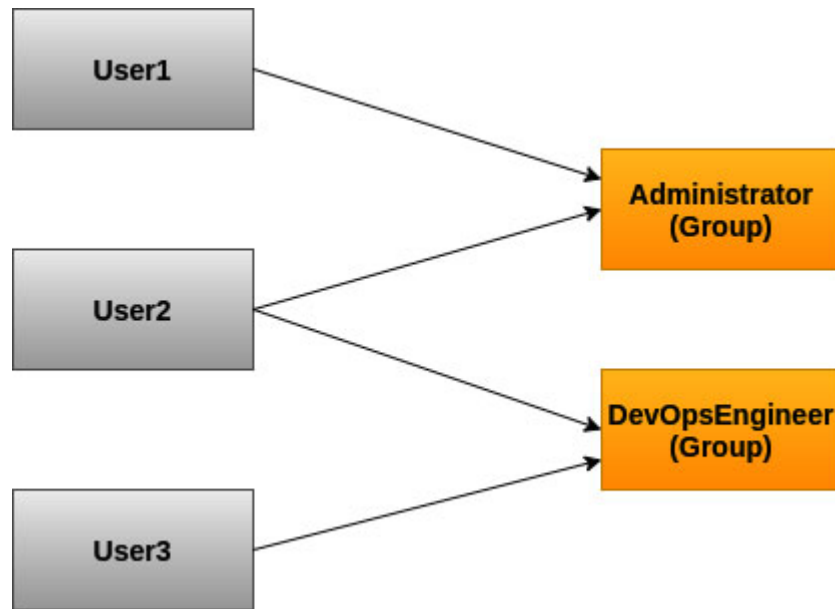 User1
Administrator
(Group)
User2
DevOpsEngineer
(Group)
User3